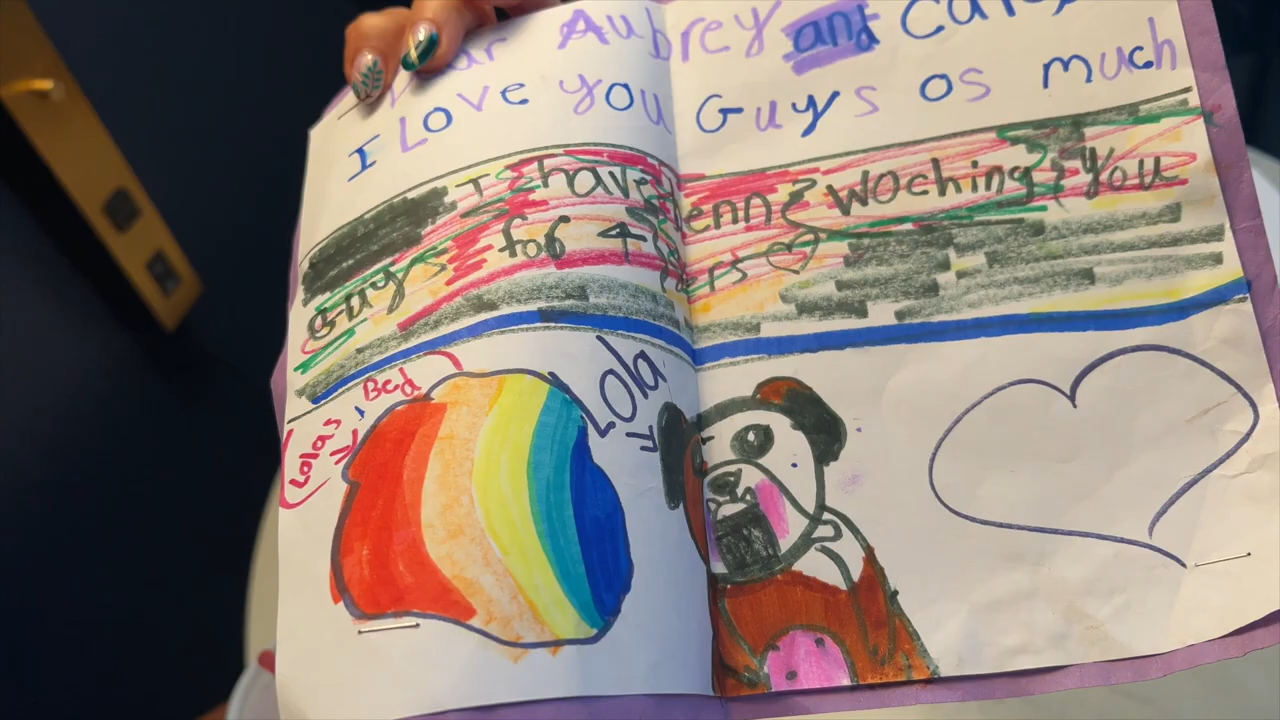 Aubrey and
I Love you Guys os much
I have benn woching you
guys for 4
Lola
Bed
Lolas